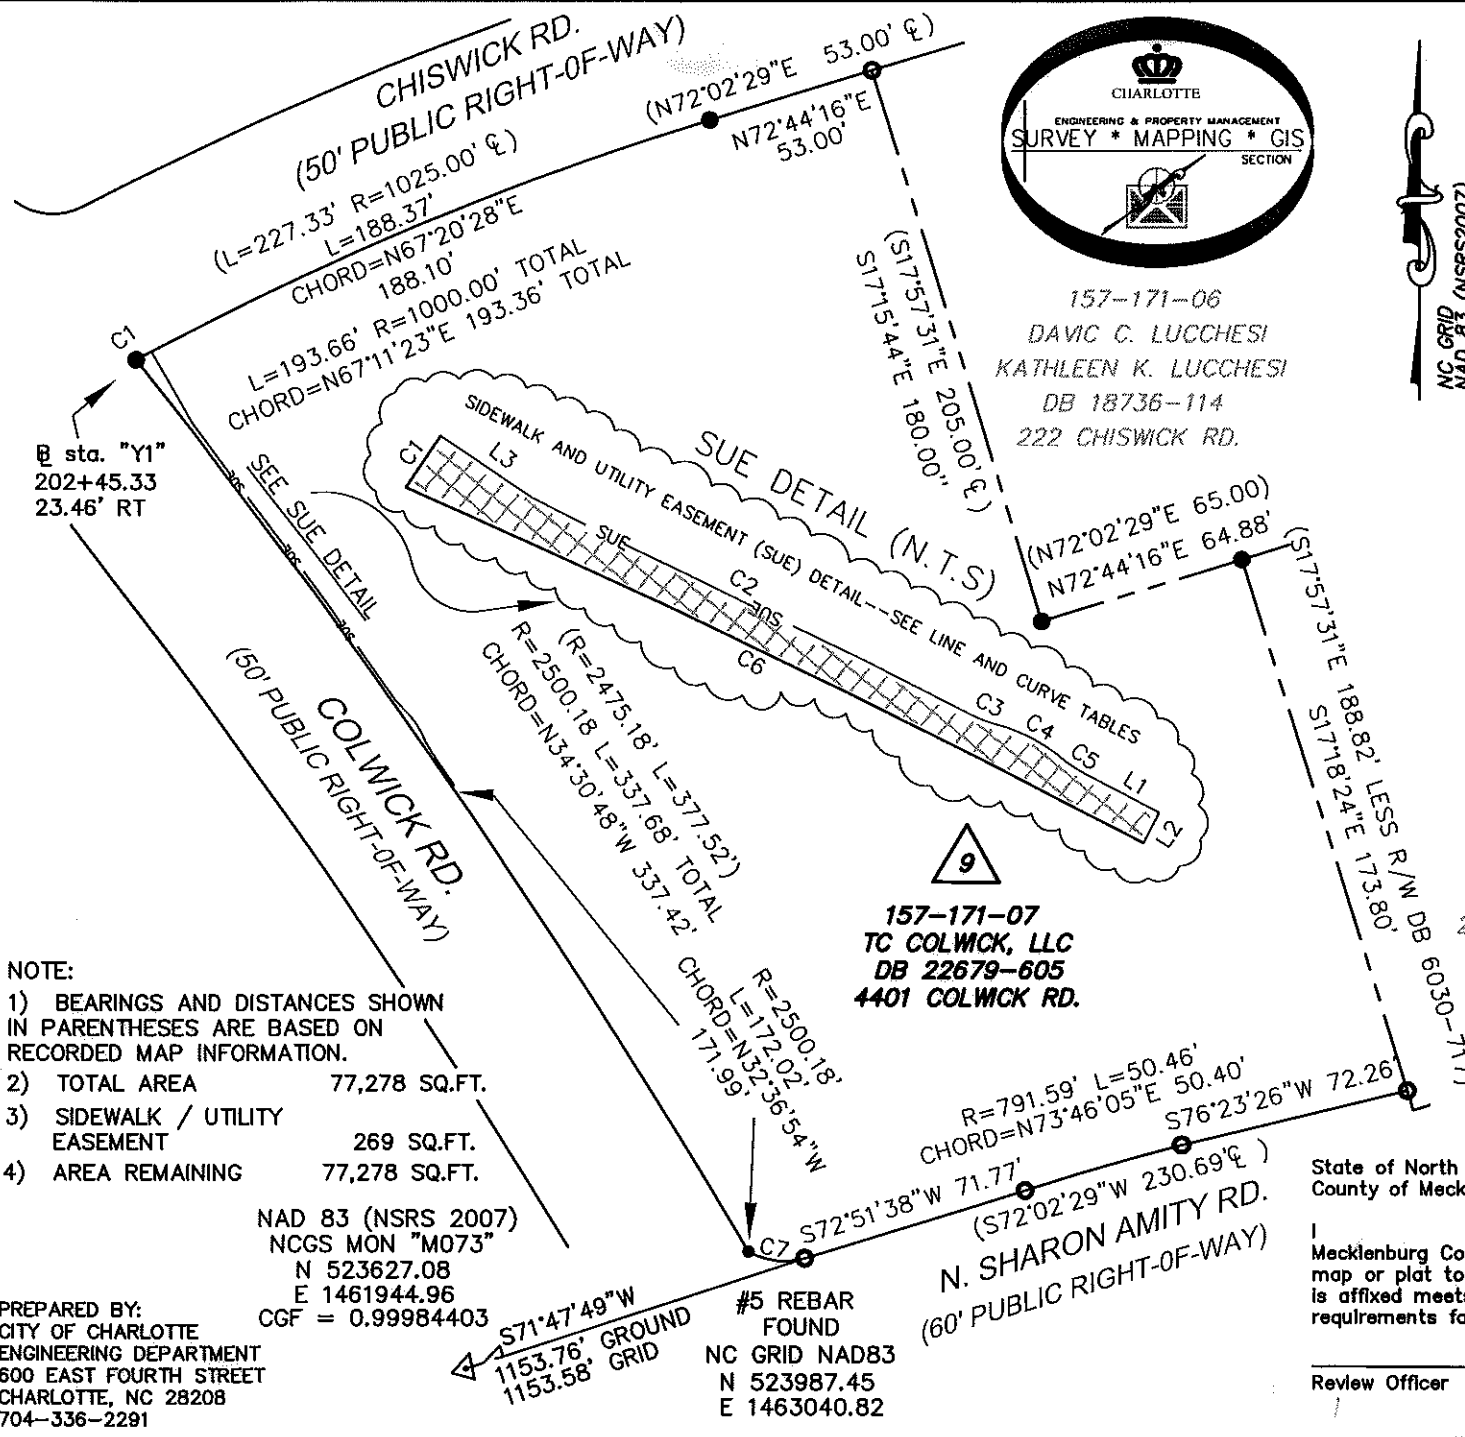 CHISWICK RD.
(50' PUBLIC RIGHT-OF-WAY)
(N72°02'29"E 53.00' ℄)
N72°44'16"E
53.00'
(L=227.33' R=1025.00' ℄)
L=188.37'
CHORD=N67°20'28"E
188.10'
L=193.66' R=1000.00' TOTAL
CHORD=N67°11'23"E 193.36' TOTAL
C1
CHARLOTTE
ENGINEERING & PROPERTY MANAGEMENT
SURVEY * MAPPING * GIS
SECTION
NC GRID
NAD 83 (NSRS2007)
157-171-06
DAVIC C. LUCCHESI
KATHLEEN K. LUCCHESI
DB 18736-114
222 CHISWICK RD.
(S17°57'31"E 205.00' ℄)
S17°15'44"E 180.00'
sta. "Y1"
202+45.33
23.46' RT
SUE
SEE SUE DETAIL
SUE
SUE
SUE DETAIL (N.T.S)
SIDEWALK AND UTILITY EASEMENT (SUE) DETAIL--SEE LINE AND CURVE TABLES
C1
L3
SUE
C2
SUE
C6
C3
C4
C5
L1
L2
(N72°02'29"E 65.00)
N72°44'16"E 64.88'
(S17°57'31"E 188.82' LESS R/W DB 6030-717)
S17°18'24"E 173.80'
COLWICK RD.
(50' PUBLIC RIGHT-OF-WAY)
(R=2475.18' L=377.52')
R=2500.18 L=337.68' TOTAL
CHORD=N34°30'48"W 337.42'
9
157-171-07
TC COLWICK, LLC
DB 22679-605
4401 COLWICK RD.
R=2500.18'
L=172.02'
CHORD=N32°36'54"W
171.99'
NOTE:
1) BEARINGS AND DISTANCES SHOWN
IN PARENTHESES ARE BASED ON
RECORDED MAP INFORMATION.
2) TOTAL AREA 77,278 SQ.FT.
3) SIDEWALK / UTILITY
EASEMENT 269 SQ.FT.
4) AREA REMAINING 77,278 SQ.FT.
NAD 83 (NSRS 2007)
NCGS MON "M073"
N 523627.08
E 1461944.96
CGF = 0.99984403
PREPARED BY:
CITY OF CHARLOTTE
ENGINEERING DEPARTMENT
600 EAST FOURTH STREET
CHARLOTTE, NC 28208
704-336-2291
R=791.59' L=50.46'
CHORD=N73°46'05"E 50.40'
S76°23'26"W 72.26'
C7
S72°51'38"W 71.77'
(S72°02'29"W 230.69'℄ )
N. SHARON AMITY RD.
(60' PUBLIC RIGHT-OF-WAY)
S71°47'49"W
1153.76' GROUND
1153.58' GRID
#5 REBAR
FOUND
NC GRID NAD83
N 523987.45
E 1463040.82
State of North
County of Meck
I
Mecklenburg Co
map or plat to
is affixed meets
requirements fo
Review Officer